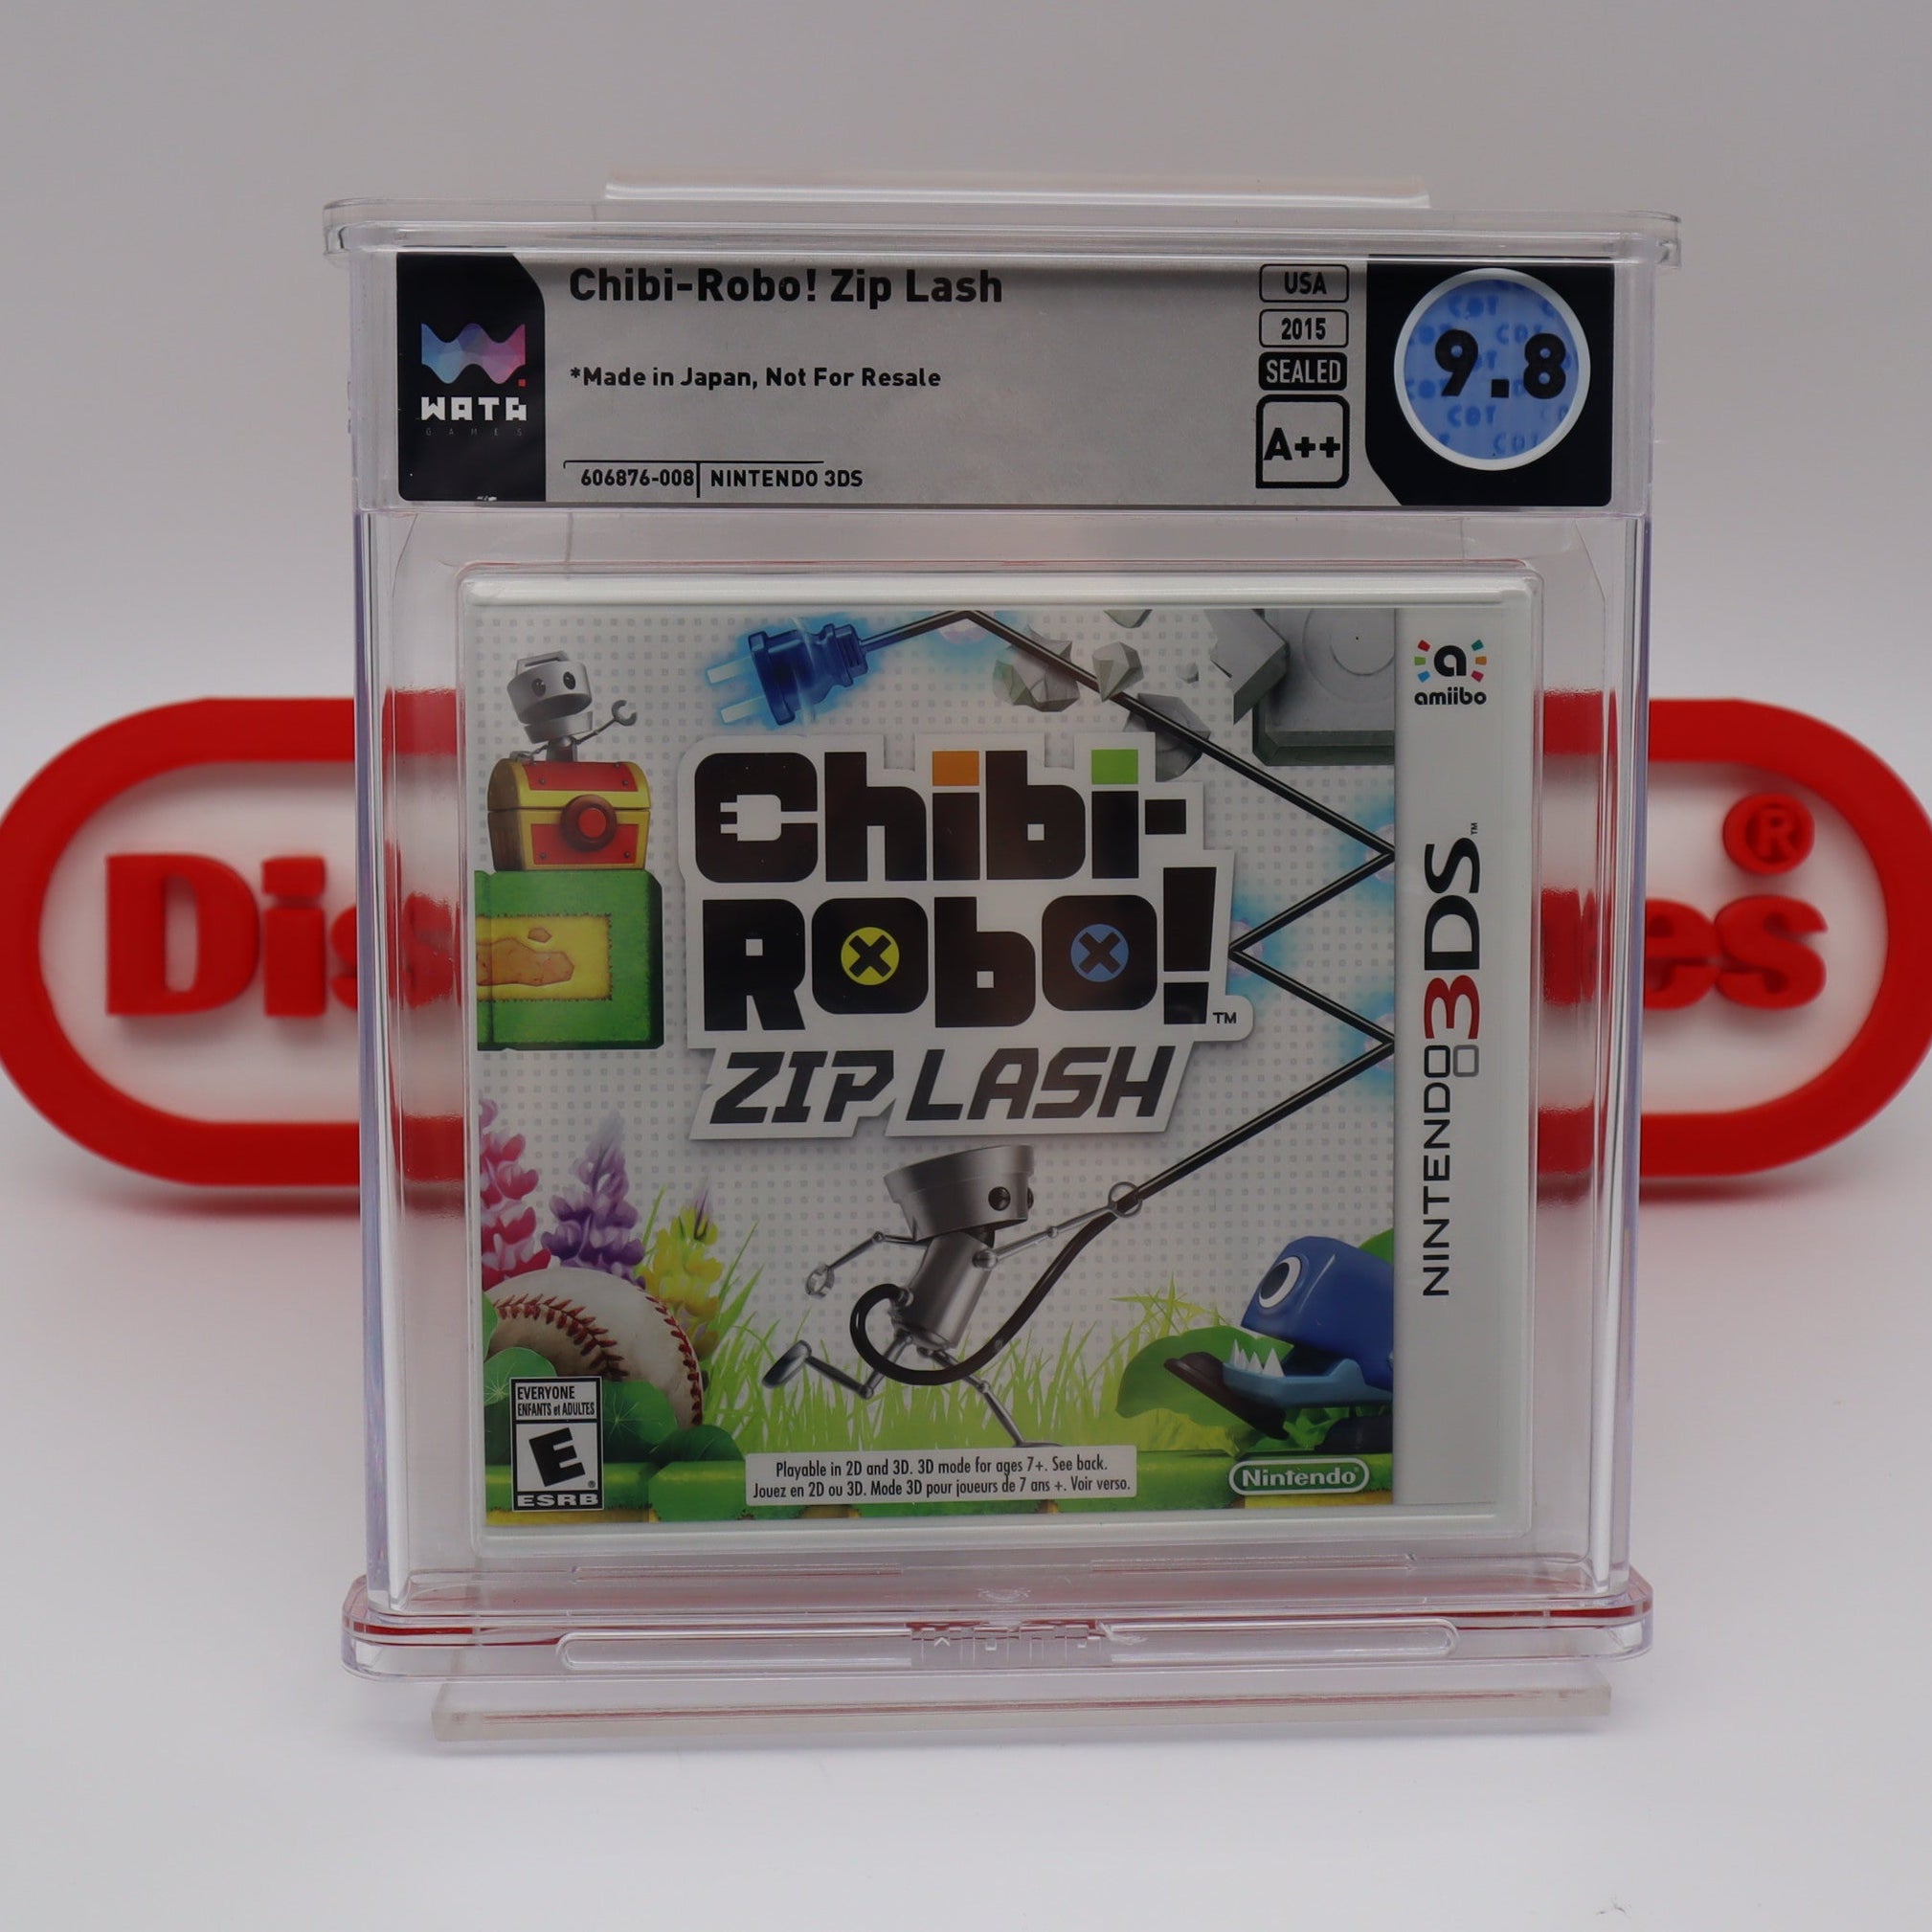 Chibi-Robo! Zip Lash
*Made in Japan, Not For Resale
606876-008 NINTENDO 3DS
WATA
GAMES
USA
2015
SEALED
A++
9.8
amiibo
Chibi-
Robo!™
ZIP LASH
NINTENDO3DS™
EVERYONE
ENFANTS et ADULTES
E®
ESRB
Playable in 2D and 3D. 3D mode for ages 7+. See back.
Jouez en 2D ou 3D. Mode 3D pour joueurs de 7 ans +. Voir verso.
Nintendo®
®